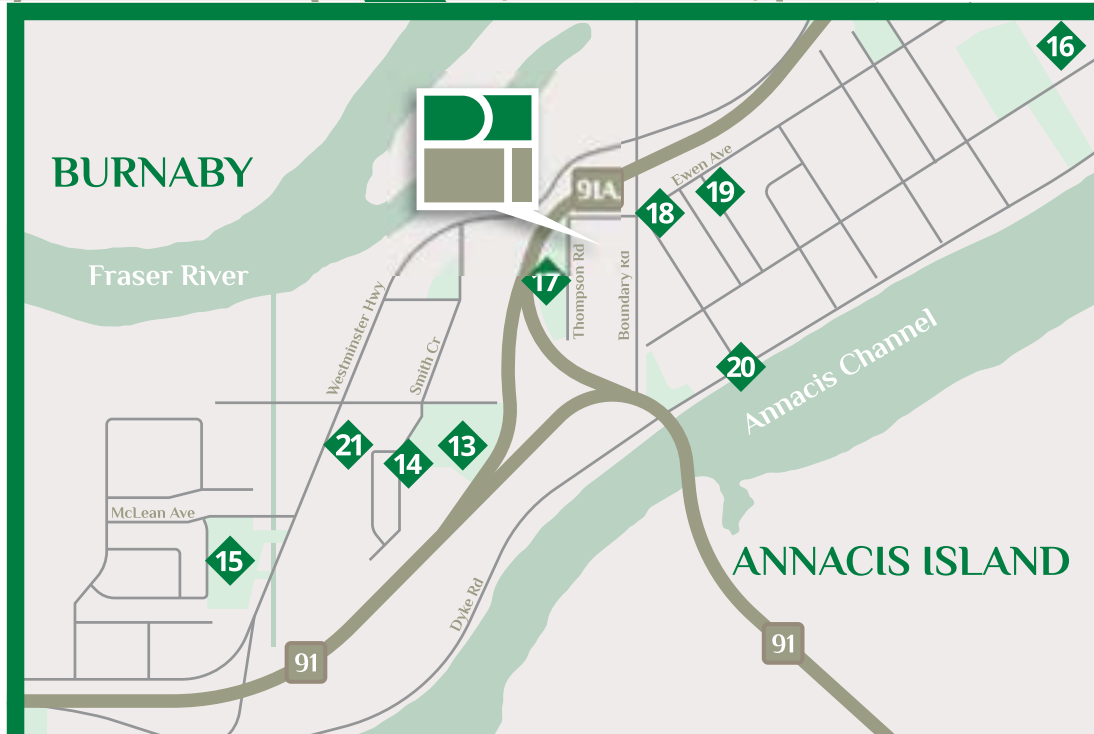 16
BURNABY
Ewen Ave
91A
19
18
Fraser River
17
Thompson Rd
Boundary Rd
Westminster Hwy
Smith Cr
20
Annacis Channel
21
14
13
McLean Ave
15
ANNACIS ISLAND
Dyke Rd
91
91